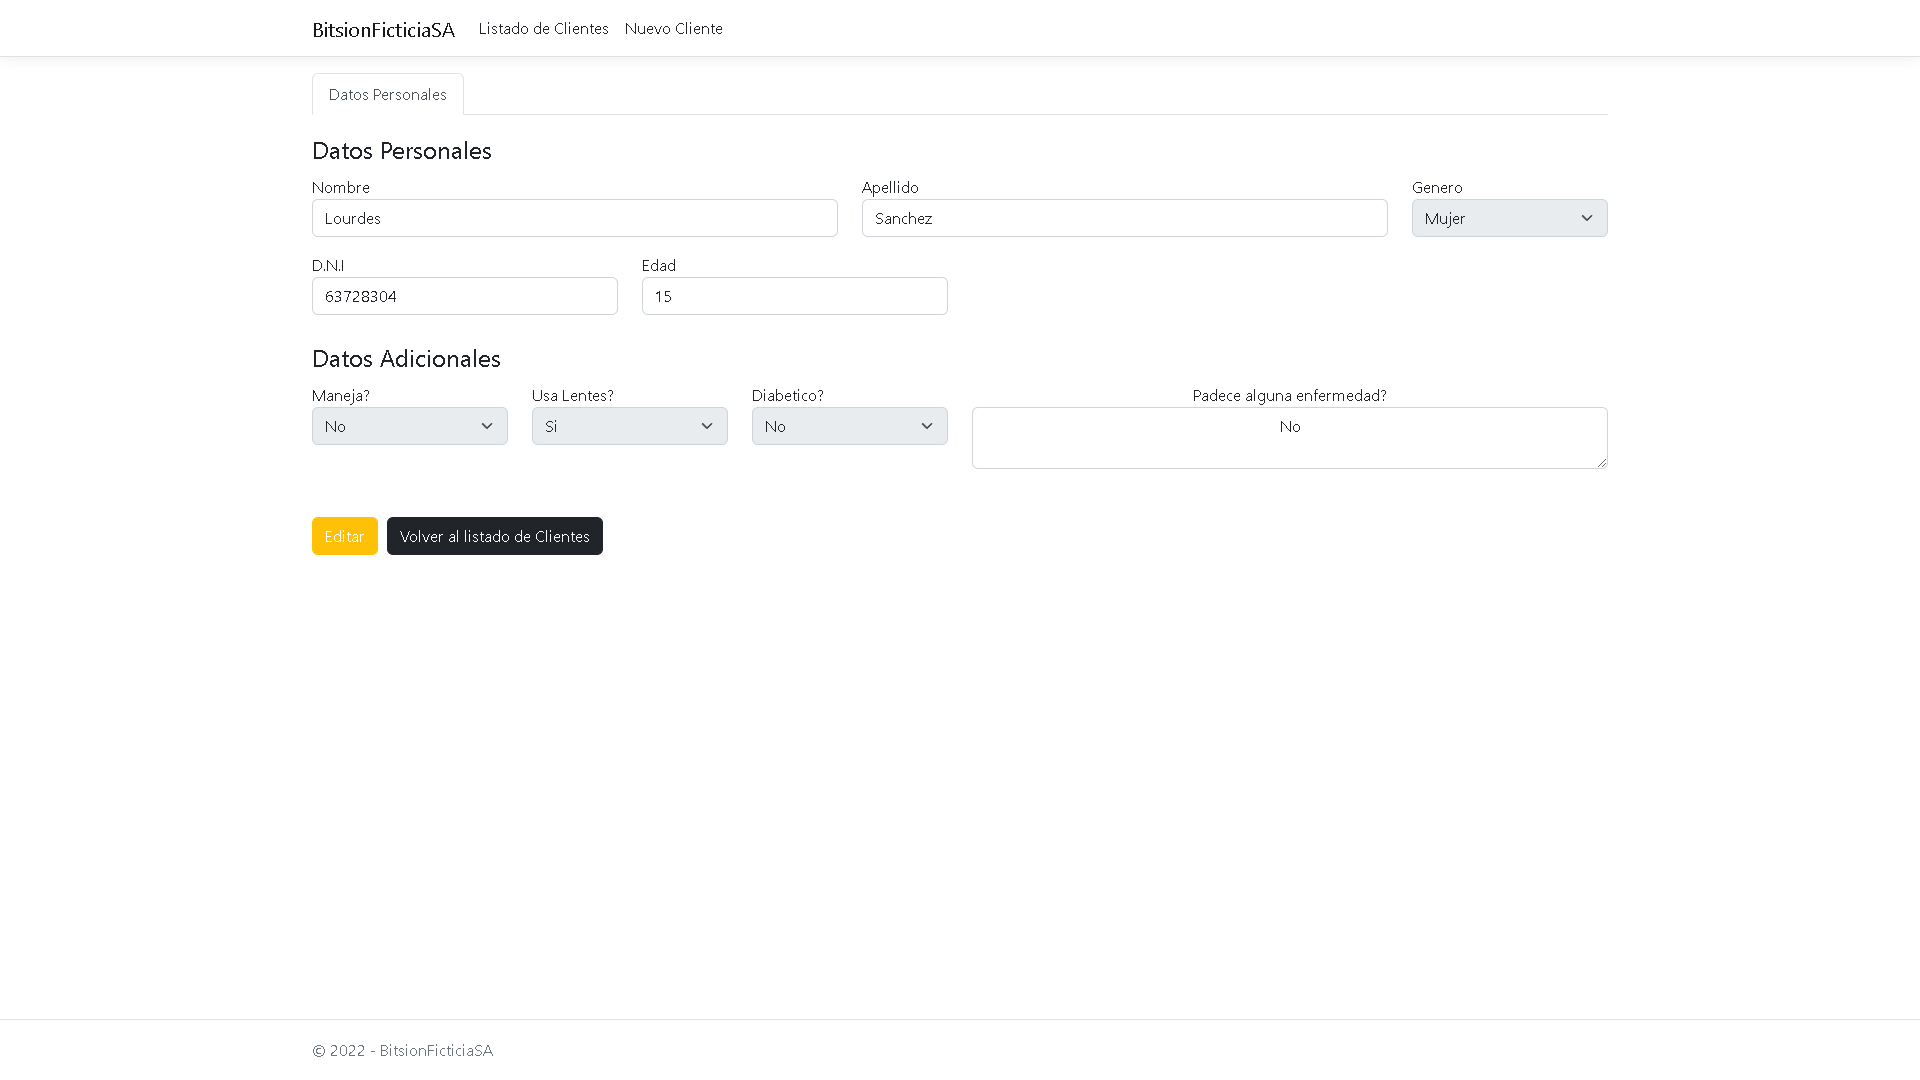 BitsionFicticiaSA Listado de Clientes Nuevo Cliente
Datos Personales
Datos Personales
Nombre Apellido Genero
Lourdes Sanchez Mujer
D.N.I Edad
63728304 15
Datos Adicionales
Maneja? Usa Lentes? Diabetico? Padece alguna enfermedad?
No Si No No
Editar Volver al listado de Clientes
© 2022 - BitsionFicticiaSA